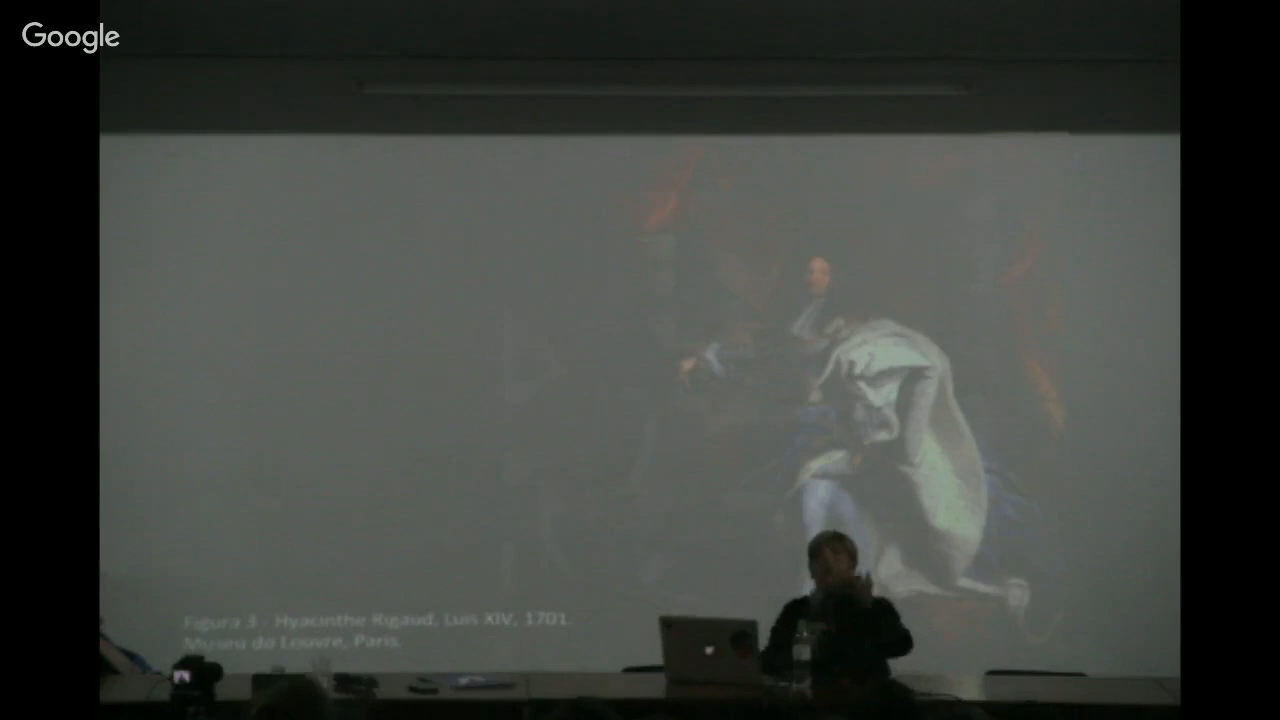 Google
Figura 3 - Hyacinthe Rigaud, Luis XIV, 1701.
Museu do Louvre, Paris.